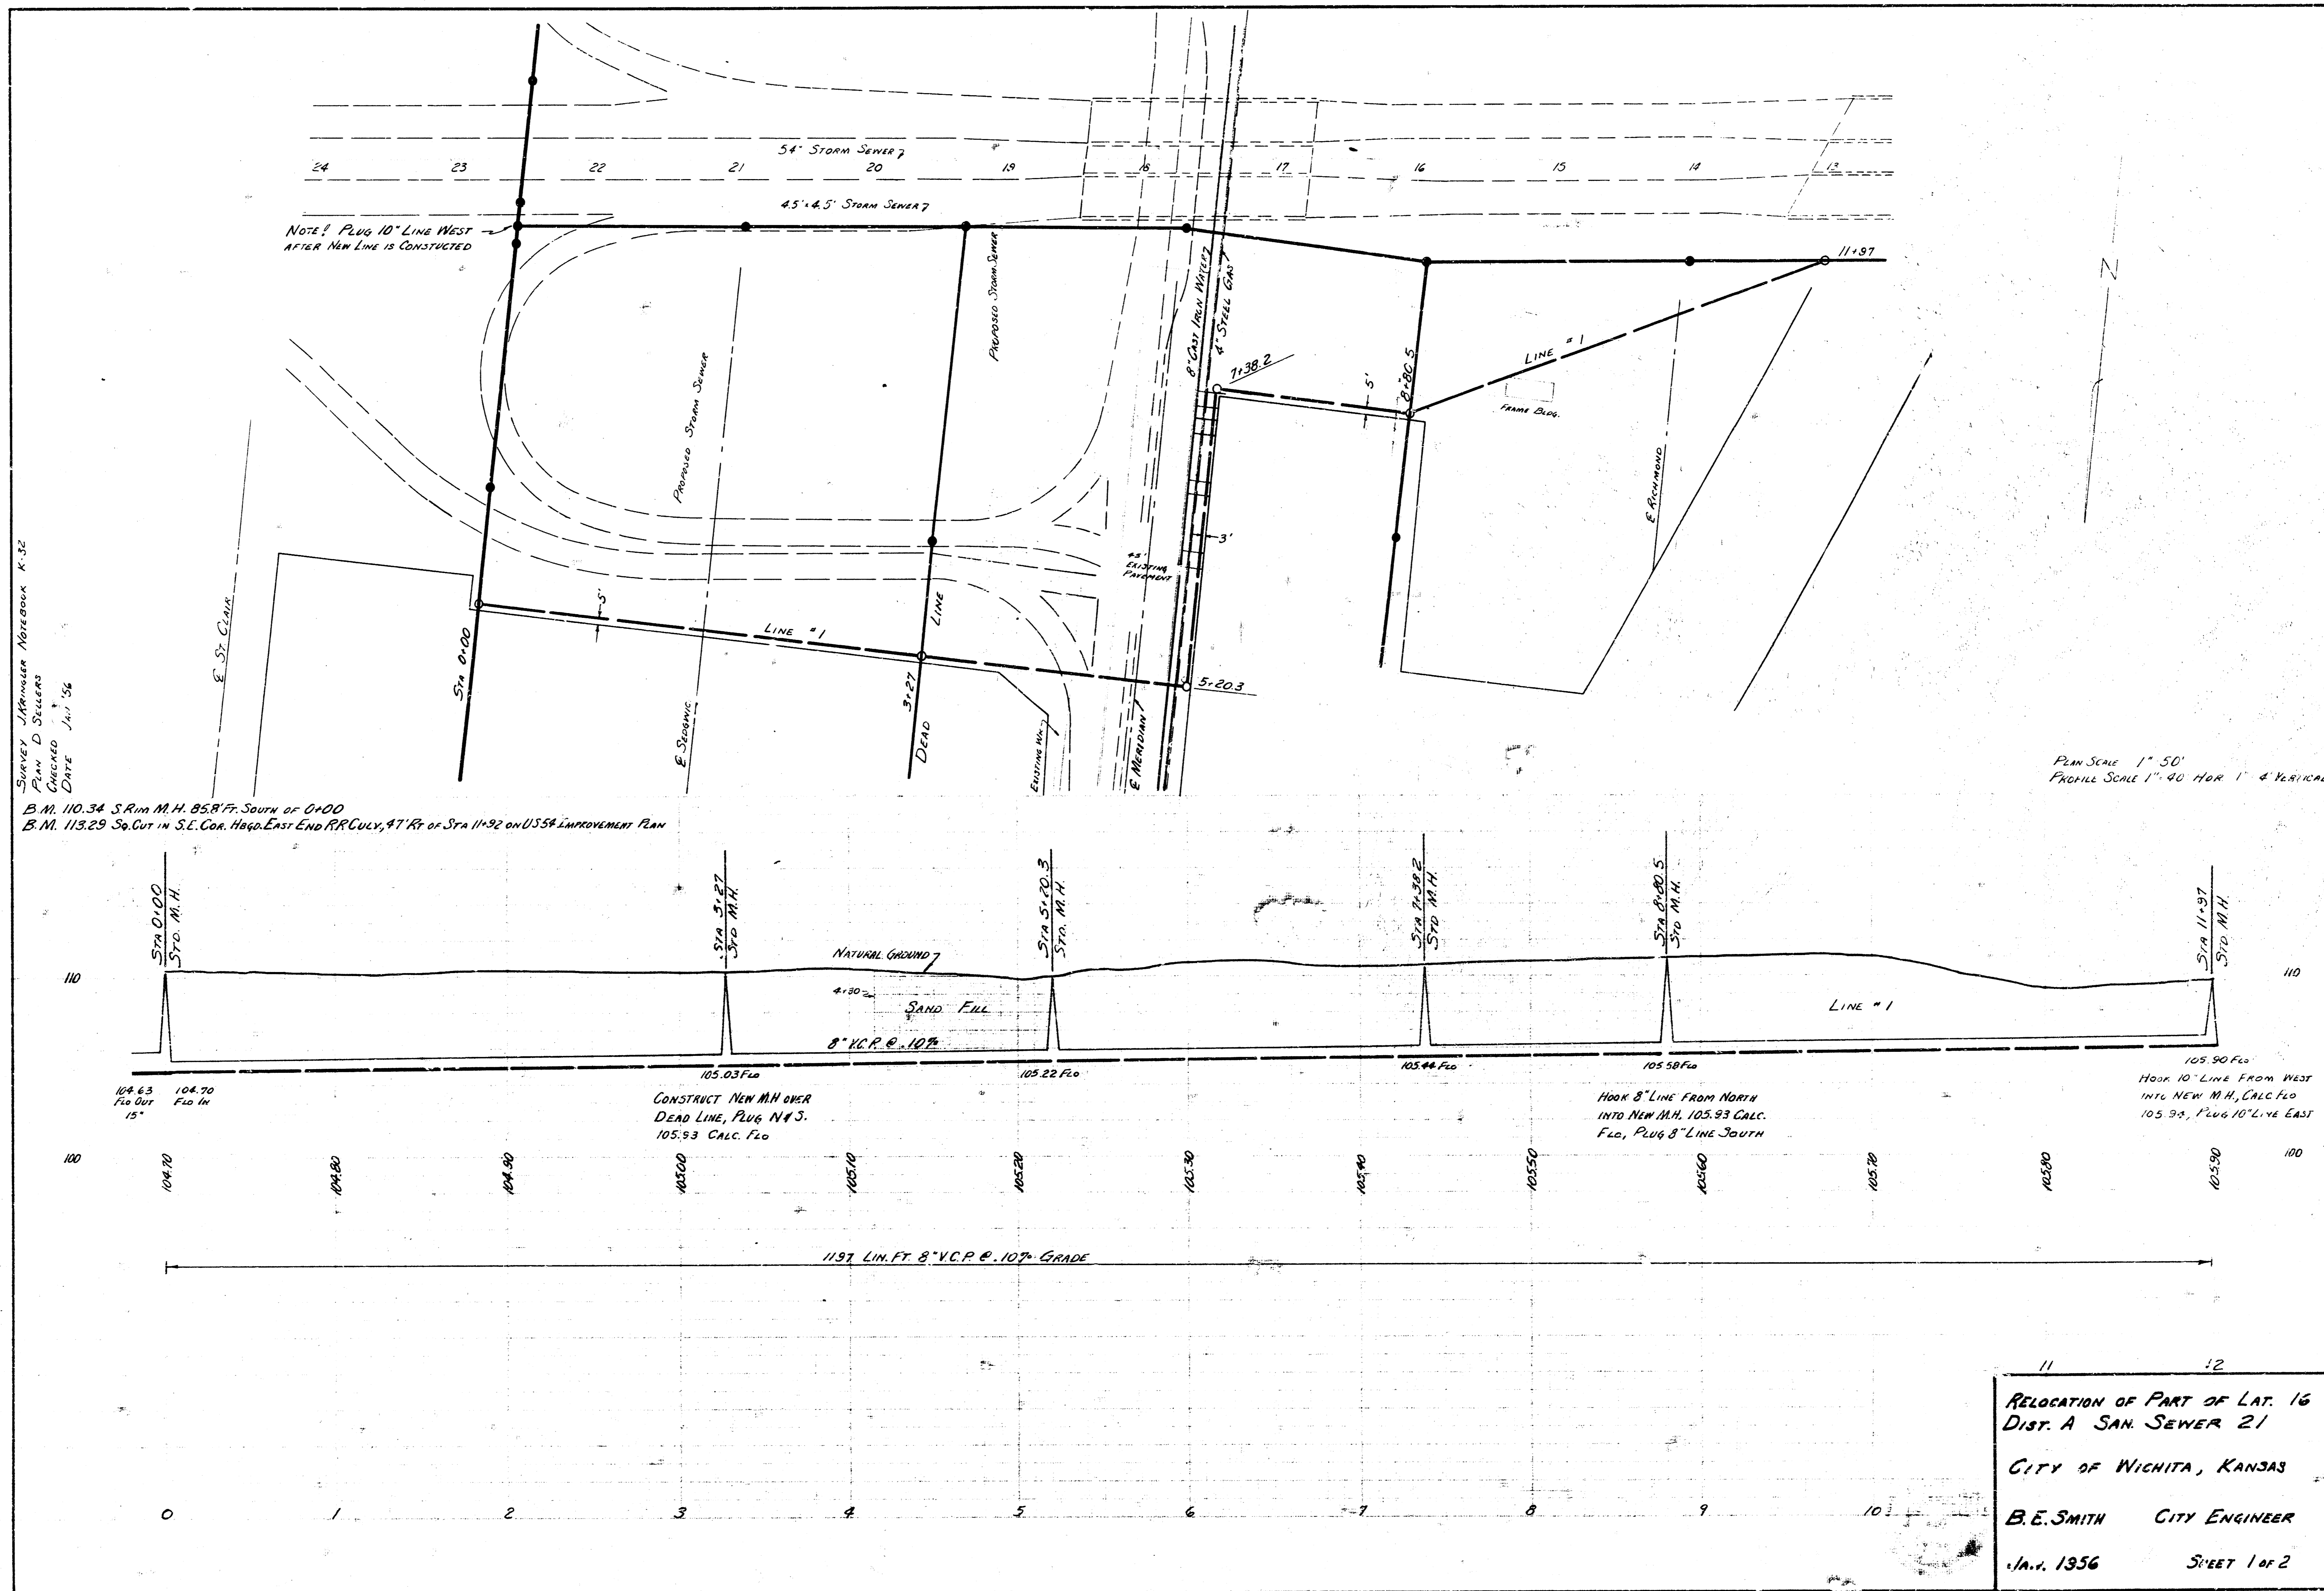 54" STORM SEWER
24 23 22 21 20 19 18 17 16 15 14 13
4.5'x4.5' STORM SEWER
NOTE! PLUG 10" LINE WEST
AFTER NEW LINE IS CONSTUCTED
PROPOSED STORM SEWER
PROPOSED STORM SEWER
8" CAST IRON WATER
4" STEEL GAS
11+97
7+38.2
5'
8+80.5
LINE #1
FRAME BLDG.
℄ RICHMOND
N
3'
45'
EXISTING
PAVEMENT
℄ ST. CLAIR
STA 0+00
5'
LINE #1
LINE
3+27
DEAD
℄ SEDGWIC
EXISTING WK.
℄ MERIDIAN
5+20.3
SURVEY J.KRINGLER NOTEBOOK K-32
PLAN D SELLERS
CHECKED
DATE JAN '56
PLAN SCALE 1" 50'
PROFILE SCALE 1"-40 HOR 1" 4' VERTICAL
B.M. 110.34 S.RIM M.H. 85.8' FT. SOUTH OF 0+00
B.M. 113.29 SQ.CUT IN S.E.COR. HDGD. EAST END RR CULV, 47' RT OF STA 11+92 ON US54 IMPROVEMENT PLAN
STA 0+00
STD. M.H.
STA 3+27
STD M.H.
STA 5+20.3
STD. M.H.
STA 7+38.2
STD M.H.
STA 8+80.5
STD M.H.
STA 11+97
STD M.H.
110
NATURAL GROUND
110
4+30
SAND FILL
LINE #1
8" V.C.P. @ .10%
104.63 104.70
FLO OUT FLO IN
15"
105.03 FLO
105.22 FLO
105.44 FLO
105.58 FLO
105.90 FLO
CONSTRUCT NEW M.H OVER
DEAD LINE, PLUG N & S.
105.93 CALC. FLO
HOOK 8" LINE FROM NORTH
INTO NEW M.H. 105.93 CALC.
FLO, PLUG 8" LINE SOUTH
HOOK 10" LINE FROM WEST
INTO NEW M.H., CALC FLO
105.94, PLUG 10" LINE EAST
100
100
104.70 104.80 104.90 105.00 105.10 105.20 105.30 105.40 105.50 105.60 105.70 105.80 105.90
1197 LIN. FT. 8" V.C.P. @ .10% GRADE
11 12
0 1 2 3 4 5 6 7 8 9 10
RELOCATION OF PART OF LAT. 16
DIST. A SAN. SEWER 21
CITY OF WICHITA, KANSAS
B.E. SMITH CITY ENGINEER
JAN. 1956 SHEET 1 OF 2